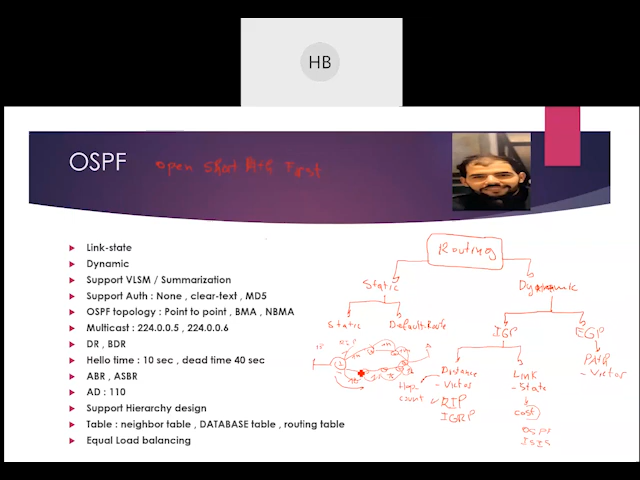 HB
OSPF open short Path First
Link-state
Dynamic
Support VLSM / Summarization
Support Auth : None , clear-text , MD5
OSPF topology : Point to point , BMA , NBMA
Multicast : 224.0.0.5 , 224.0.0.6
DR , BDR
Hello time : 10 sec , dead time 40 sec
ABR , ASBR
AD : 110
Support Hierarchy design
Table : neighbor table , DATABASE table , routing table
Equal Load balancing
Routing
Static
Dynamic
Static
Default-Route
IGP
EGP
Distance
- Victor
Link
- State
PAth
- Victor
Hop
count
RIP
IGRP
cost
OSPF
ISIS